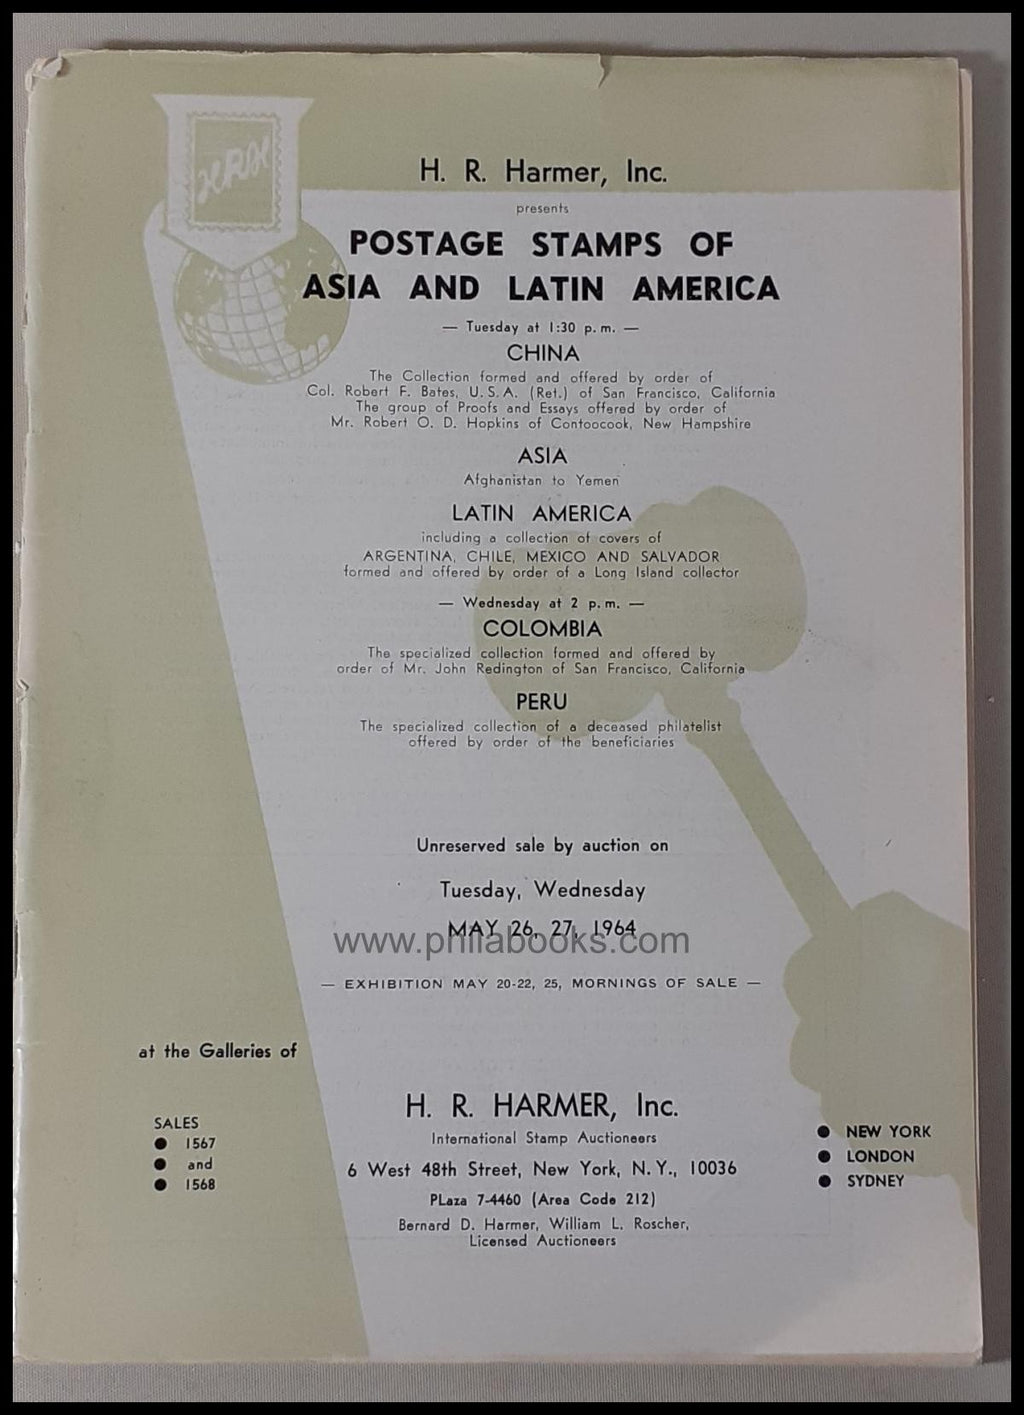 HRH
H. R. Harmer, Inc.
presents
POSTAGE STAMPS OF
ASIA AND LATIN AMERICA
— Tuesday at 1:30 p.m. —
CHINA
The Collection formed and offered by order of
Col. Robert F. Bates, U.S.A. (Ret.) of San Francisco, California
The group of Proofs and Essays offered by order of
Mr. Robert O. D. Hopkins of Contoocook, New Hampshire
ASIA
Afghanistan to Yemen
LATIN AMERICA
including a collection of covers of
ARGENTINA, CHILE, MEXICO AND SALVADOR
formed and offered by order of a Long Island collector
— Wednesday at 2 p.m. —
COLOMBIA
The specialized collection formed and offered by
order of Mr. John Redington of San Francisco, California
PERU
The specialized collection of a deceased philatelist
offered by order of the beneficiaries
Unreserved sale by auction on
Tuesday, Wednesday
MAY 26, 27, 1964
www.philabooks.com
— EXHIBITION MAY 20-22, 25, MORNINGS OF SALE —
at the Galleries of
H. R. HARMER, Inc.
International Stamp Auctioneers
6 West 48th Street, New York, N.Y., 10036
PLaza 7-4460 (Area Code 212)
Bernard D. Harmer, William L. Roscher,
Licensed Auctioneers
SALES
● 1567
● and
● 1568
● NEW YORK
● LONDON
● SYDNEY